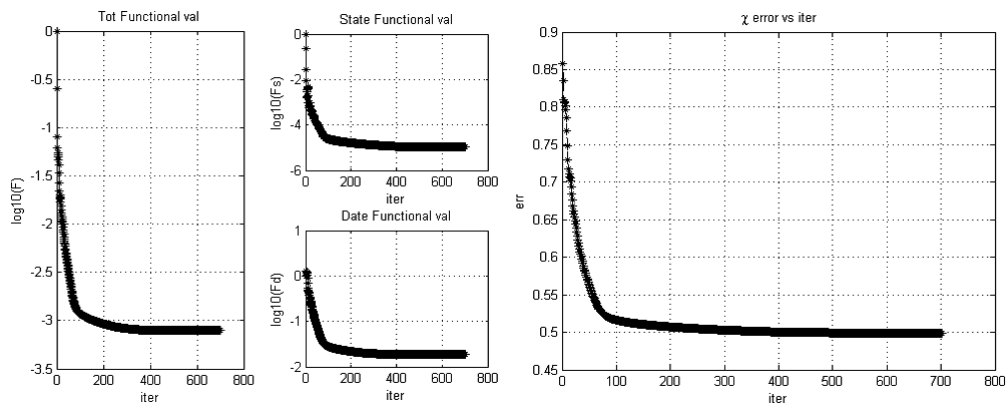 Tot Functional val
0
-0.5
-1
-1.5
-2
-2.5
-3
-3.5
log10(F)
0 200 400 600 800
iter
State Functional val
0
-2
-4
-6
log10(Fs)
0 200 400 600 800
iter
Date Functional val
1
0
-1
-2
log10(Fd)
0 200 400 600 800
iter
χ error vs iter
0.9
0.85
0.8
0.75
0.7
0.65
0.6
0.55
0.5
0.45
err
0 100 200 300 400 500 600 700 800
iter